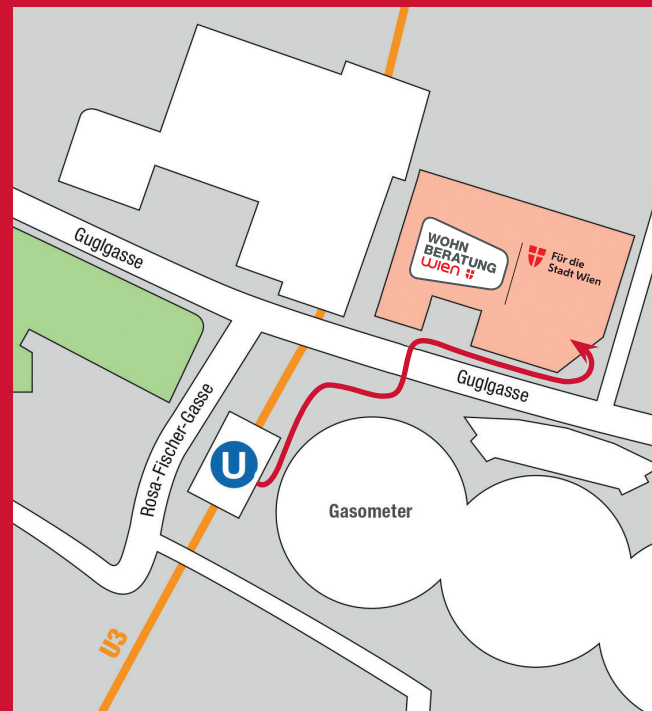 Guglgasse
WOHN
BERATUNG
wien
Für die
Stadt Wien
Guglgasse
Rosa-Fischer-Gasse
U
Gasometer
U3